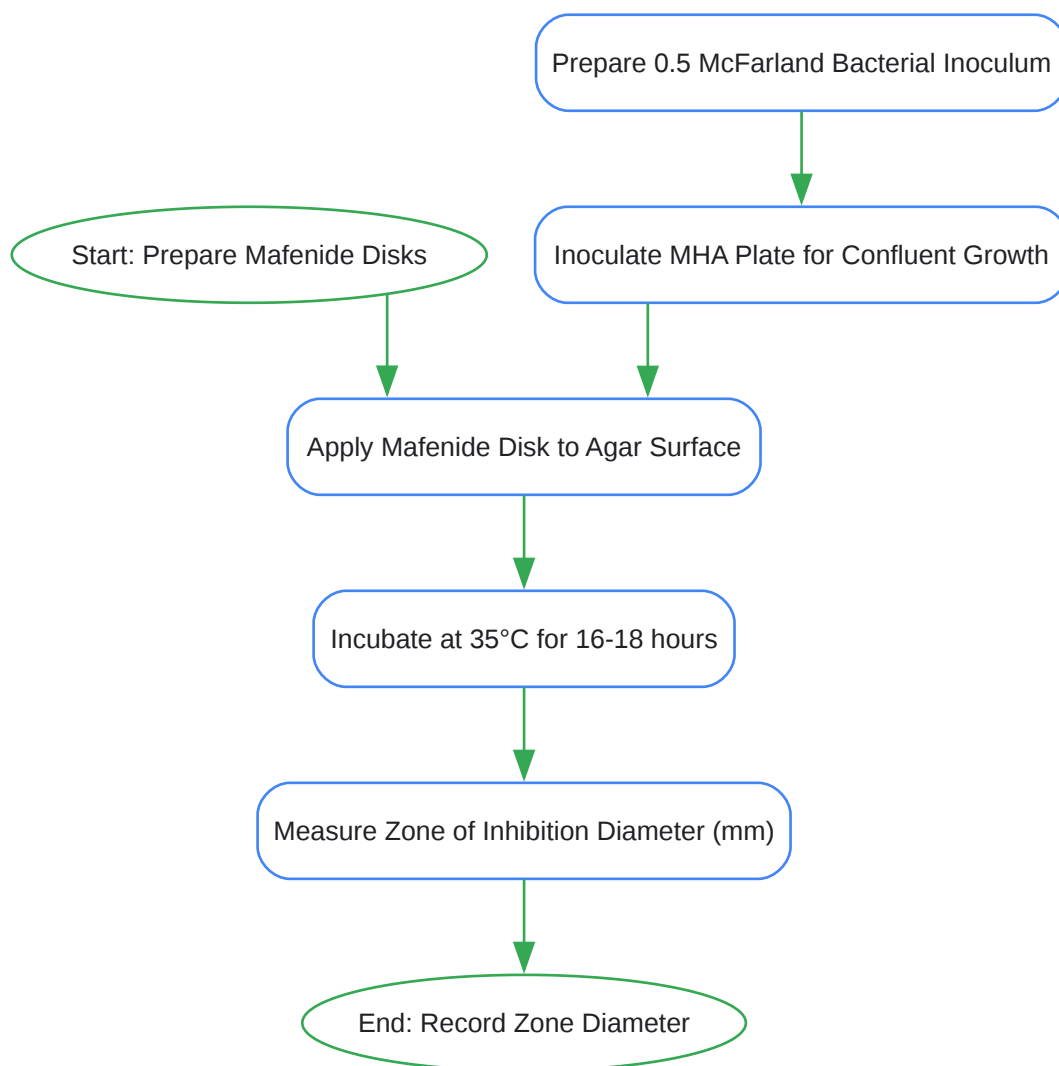 Prepare 0.5 McFarland Bacterial Inoculum
Start: Prepare Mafenide Disks
Inoculate MHA Plate for Confluent Growth
Apply Mafenide Disk to Agar Surface
Incubate at 35°C for 16-18 hours
Measure Zone of Inhibition Diameter (mm)
End: Record Zone Diameter